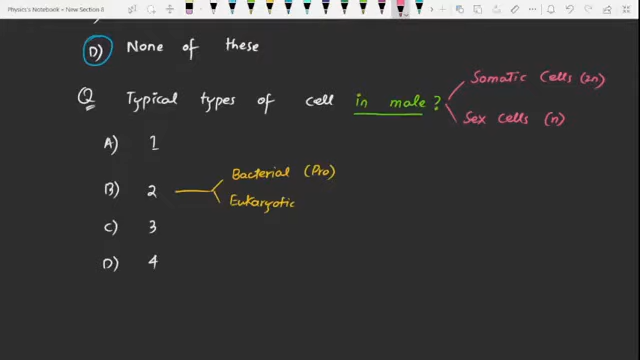 Physics's Notebook » New Section 8
D) None of these
Q Typical types of cell in male ?
Somatic Cells (2n)
Sex Cells (n)
A) 1
B) 2
Bacterial (Pro)
Eukaryotic
C) 3
D) 4